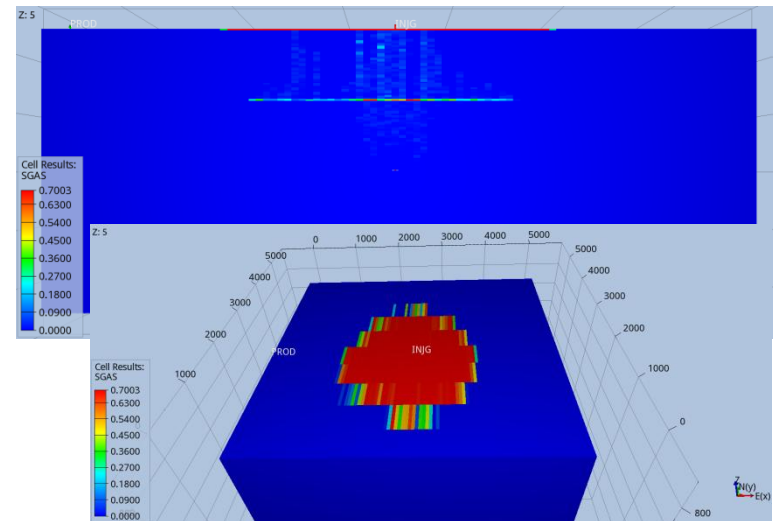 Z: 5
PROD
INJG
Cell Results:
SGAS
0.7003
0.6300
0.5400
0.4500
0.3600
0.2700
0.1800
0.0900
0.0000
Z: 5
0 1000 2000 3000 4000 5000
5000
4000
3000
2000
1000
5000
4000
3000
2000
1000
0
800
PROD
INJG
Cell Results:
SGAS
0.7003
0.6300
0.5400
0.4500
0.3600
0.2700
0.1800
0.0900
0.0000
Z
N(y)
E(x)